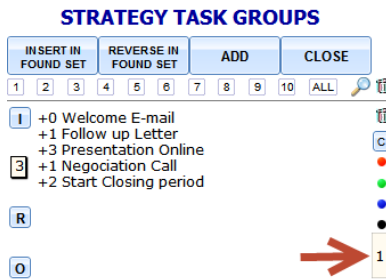 STRATEGY TASK GROUPS
INSERT IN FOUND SET
REVERSE IN FOUND SET
ADD
CLOSE
1 2 3 4 5 6 7 8 9 10 ALL
I
+0 Welcome E-mail
+1 Follow up Letter
+3 Presentation Online
3 +1 Negociation Call
+2 Start Closing period
C
R
O
1